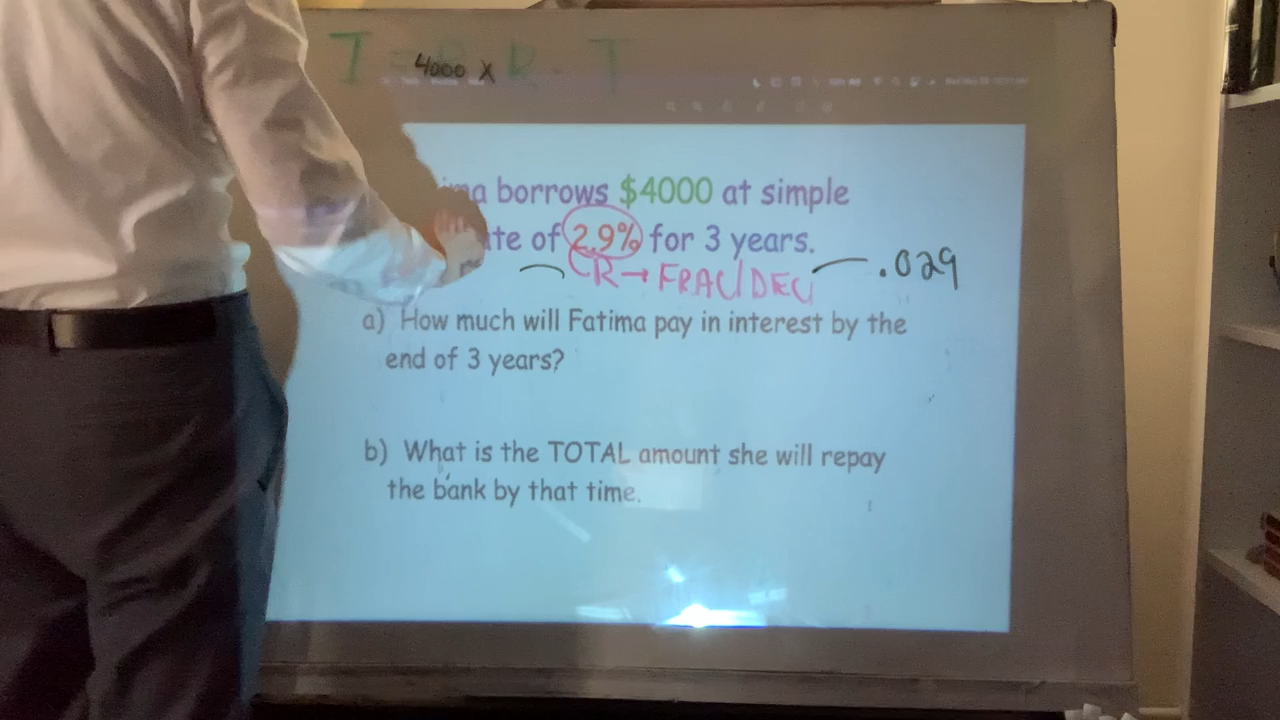 I = 4000 x R . T
borrows $4000 at simple
of 2.9% for 3 years.
R → FRAC/DEC .029
a) How much will Fatima pay in interest by the
end of 3 years?
b) What is the TOTAL amount she will repay
the bank by that time.